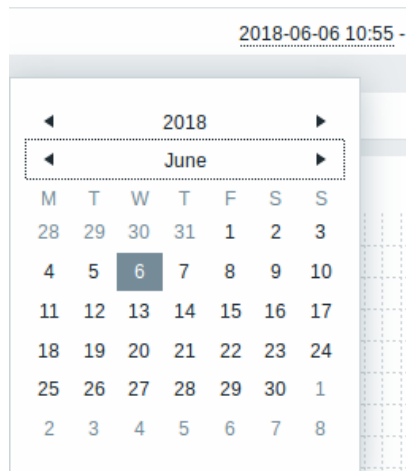 2018-06-06 10:55 -
2018
June
M T W T F S S
28 29 30 31 1 2 3
4 5 6 7 8 9 10
11 12 13 14 15 16 17
18 19 20 21 22 23 24
25 26 27 28 29 30 1
2 3 4 5 6 7 8